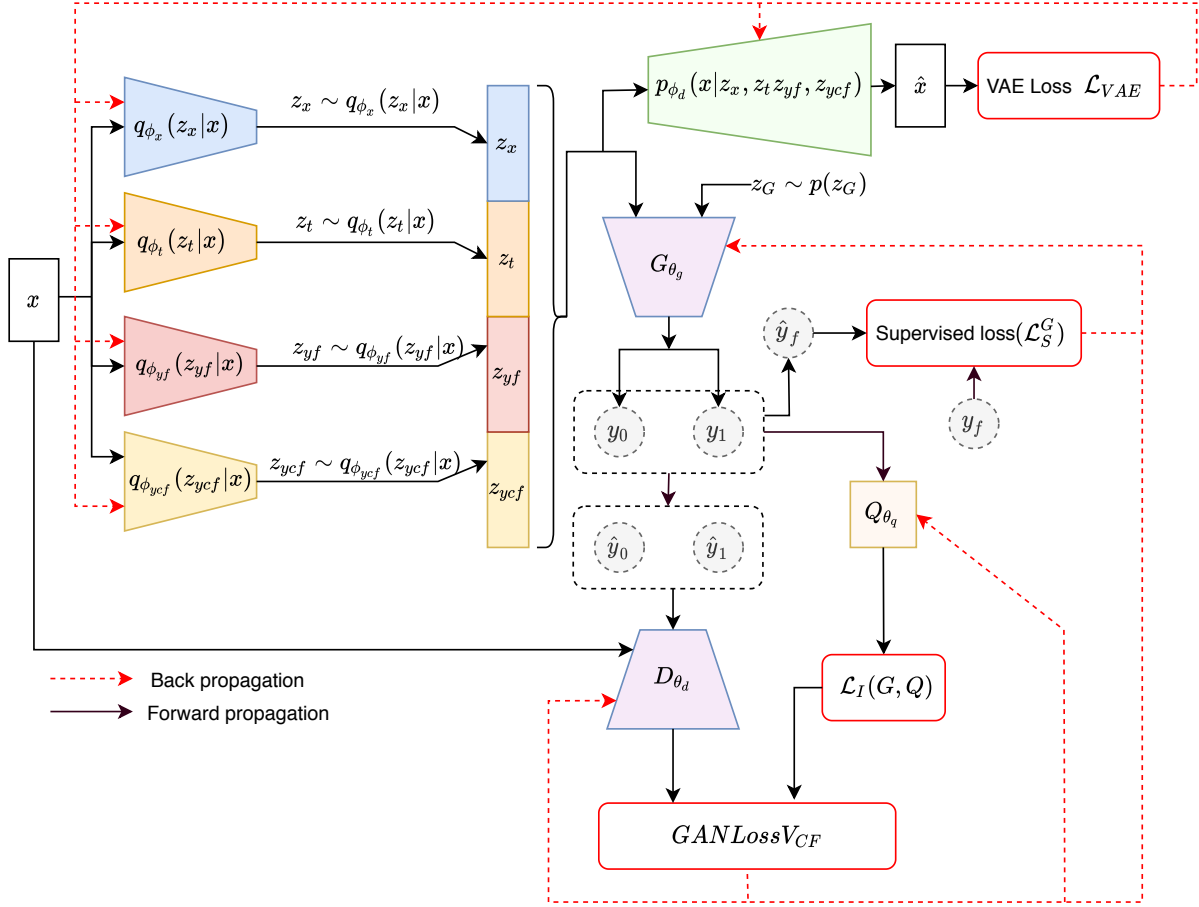 p_{ϕ_d}(x|z_x, z_t z_{yf}, z_{ycf})
x̂
VAE Loss ℒ_{VAE}
z_x ∼ q_{ϕ_x}(z_x|x)
q_{ϕ_x}(z_x|x)
z_x
z_G ∼ p(z_G)
z_t ∼ q_{ϕ_t}(z_t|x)
q_{ϕ_t}(z_t|x)
z_t
G_{θ_g}
x
ŷ_f
Supervised loss(ℒ_S^G)
z_{yf} ∼ q_{ϕ_{yf}}(z_{yf}|x)
q_{ϕ_{yf}}(z_{yf}|x)
z_{yf}
y_0
y_1
y_f
z_{ycf} ∼ q_{ϕ_{ycf}}(z_{ycf}|x)
q_{ϕ_{ycf}}(z_{ycf}|x)
z_{ycf}
Q_{θ_q}
ŷ_0
ŷ_1
D_{θ_d}
ℒ_I(G, Q)
Back propagation
Forward propagation
GANLossV_{CF}